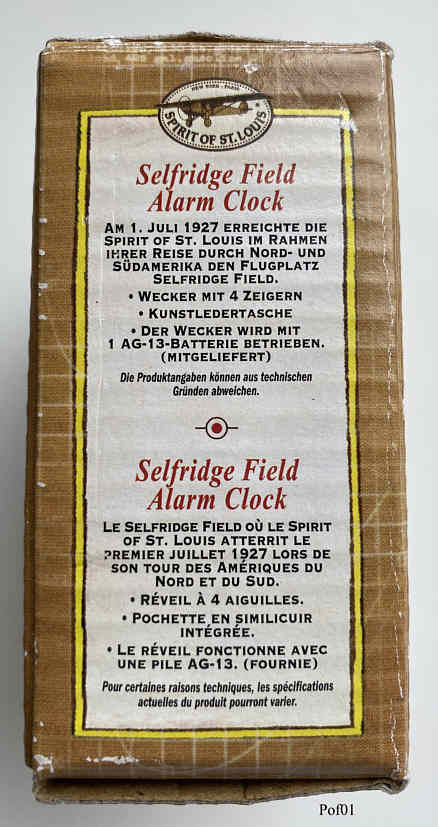 NEW YORK - PARIS
SPIRIT OF ST. LOUIS
Selfridge Field
Alarm Clock
AM 1. JULI 1927 ERREICHTE DIE
SPIRIT OF ST. LOUIS IM RAHMEN
IHRER REISE DURCH NORD- UND
SÜDAMERIKA DEN FLUGPLATZ
SELFRIDGE FIELD.
• WECKER MIT 4 ZEIGERN
• KUNSTLEDERTASCHE
• DER WECKER WIRD MIT
1 AG-13-BATTERIE BETRIEBEN.
(MITGELIEFERT)
Die Produktangaben können aus technischen
Gründen abweichen.
Selfridge Field
Alarm Clock
LE SELFRIDGE FIELD OÙ LE SPIRIT
OF ST. LOUIS ATTERRIT LE
PREMIER JUILLET 1927 LORS DE
SON TOUR DES AMÉRIQUES DU
NORD ET DU SUD.
• RÉVEIL À 4 AIGUILLES.
• POCHETTE EN SIMILICUIR
INTÉGRÉE.
• LE RÉVEIL FONCTIONNE AVEC
UNE PILE AG-13. (FOURNIE)
Pour certaines raisons techniques, les spécifications
actuelles du produit pourront varier.
Pof01